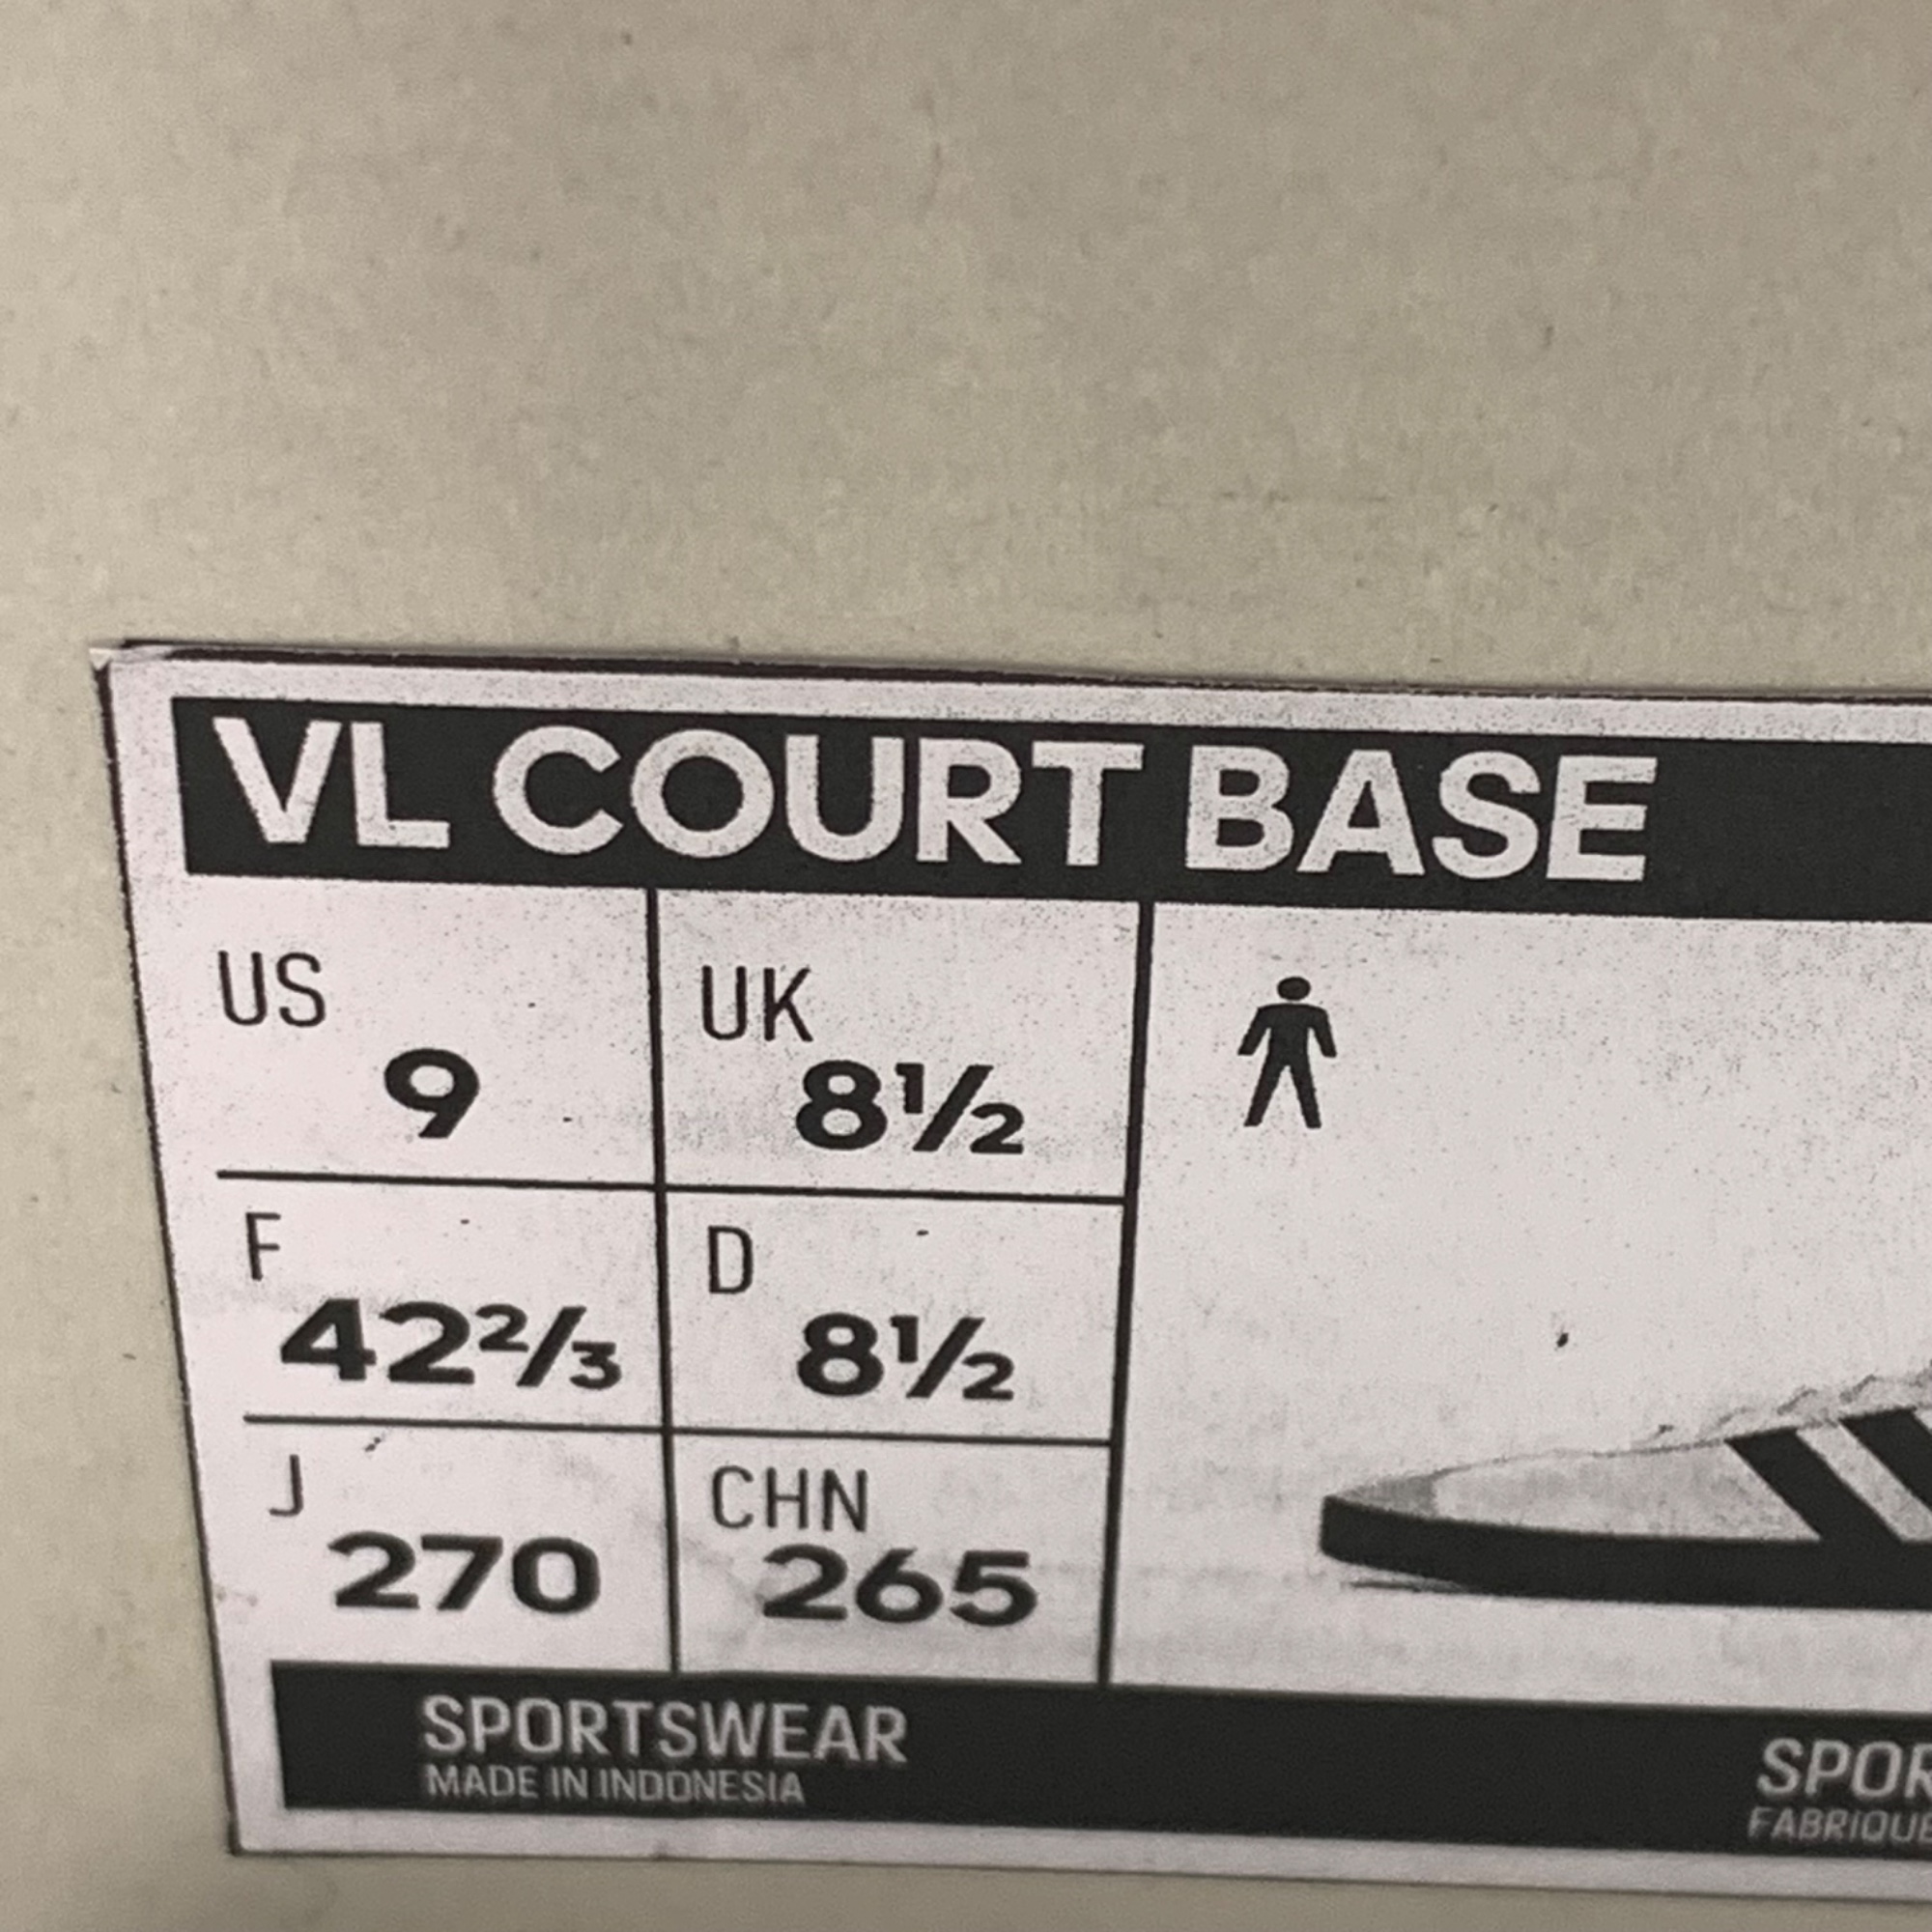 VL COURT BASE
US
9
UK
8½
F
42⅔
D
8½
J
270
CHN
265
SPORTSWEAR
MADE IN INDONESIA